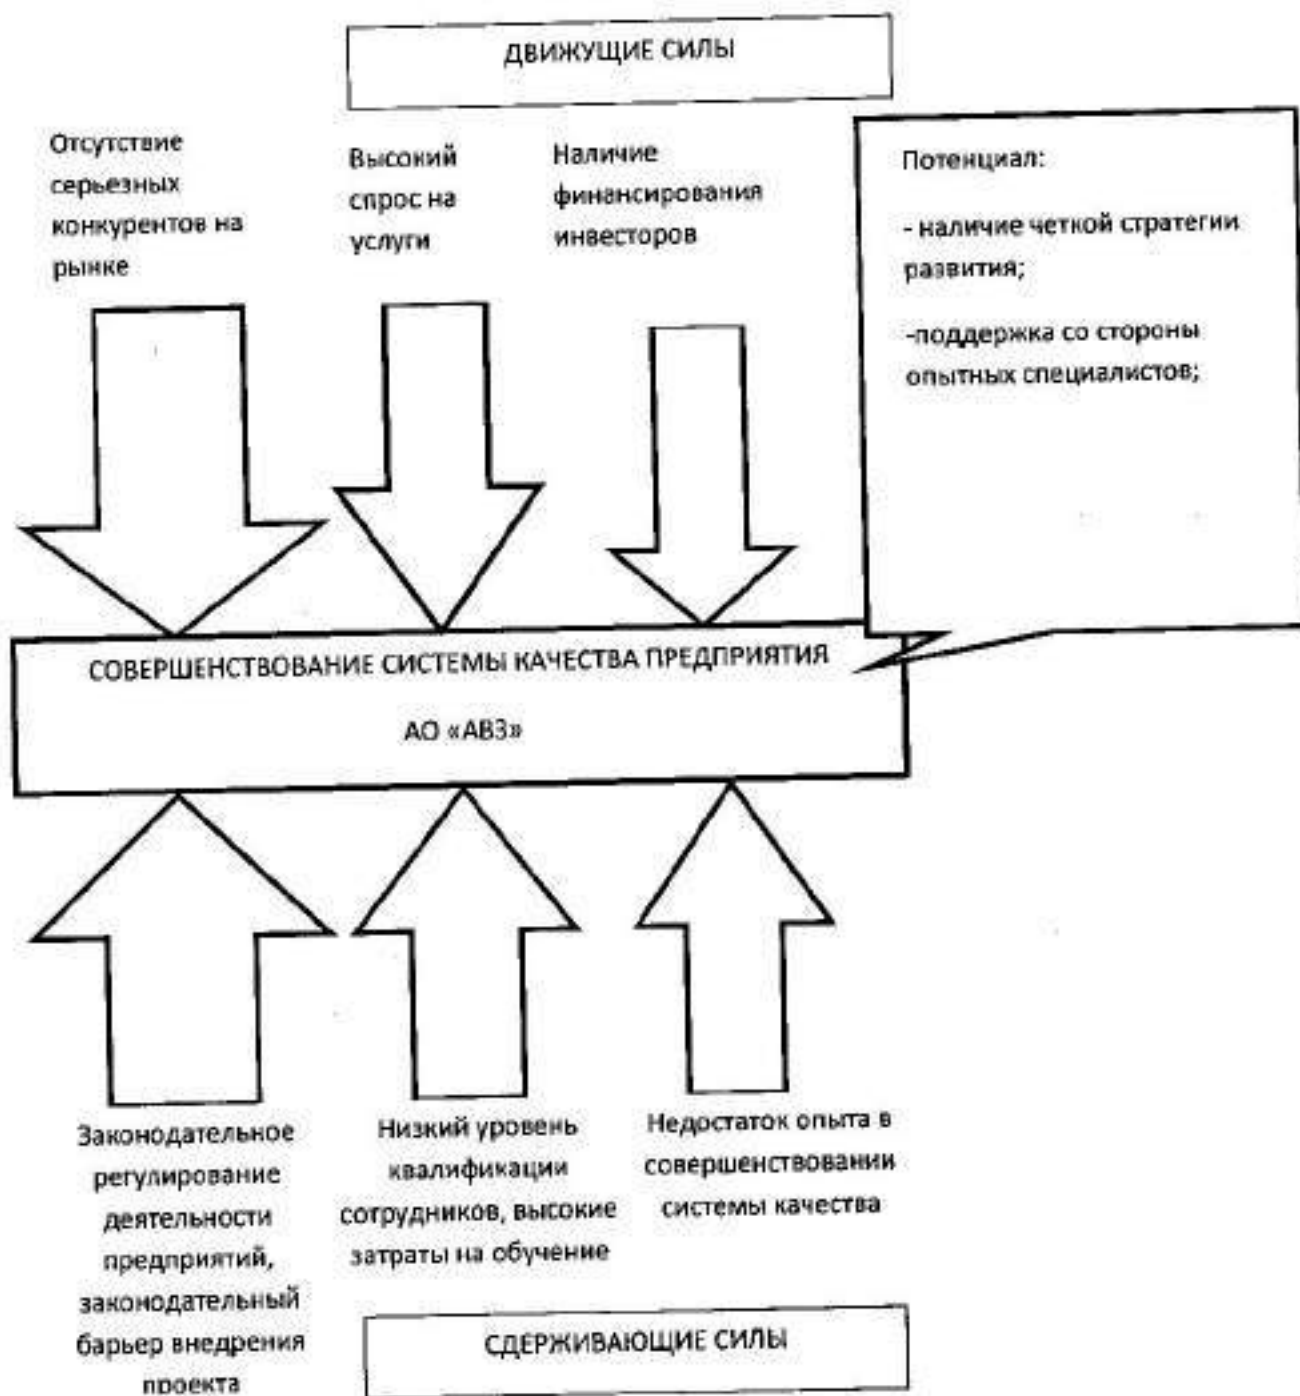 ДВИЖУЩИЕ СИЛЫ
Отсутствие
серьезных
конкурентов на
рынке
Высокий
спрос на
услуги
Наличие
финансирования
инвесторов
Потенциал:
- наличие четкой стратегии
развития;
-поддержка со стороны
опытных специалистов;
СОВЕРШЕНСТВОВАНИЕ СИСТЕМЫ КАЧЕСТВА ПРЕДПРИЯТИЯ
АО «АВЗ»
Законодательное
регулирование
деятельности
предприятий,
законодательный
барьер внедрения
проекта
Низкий уровень
квалификации
сотрудников, высокие
затраты на обучение
Недостаток опыта в
совершенствовании
системы качества
СДЕРЖИВАЮЩИЕ СИЛЫ